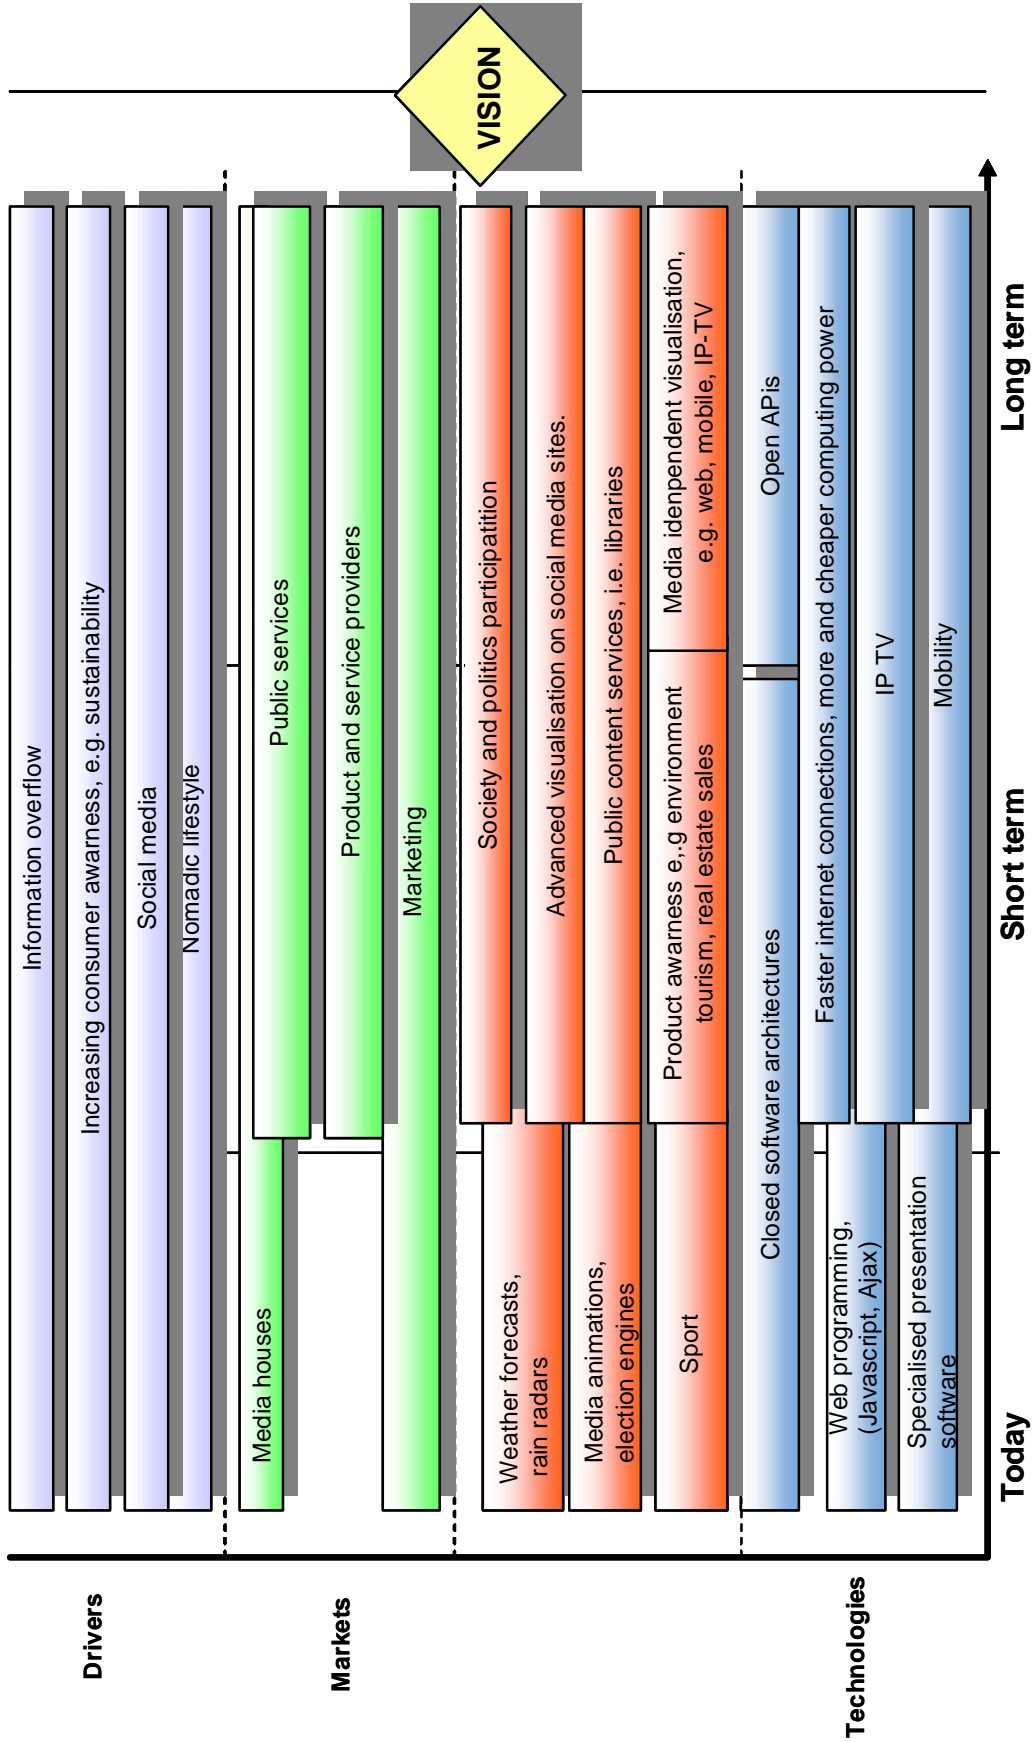 VISION
Drivers
Information overflow
Increasing consumer awarness, e.g. sustainability
Social media
Nomadic lifestyle
Markets
Media houses
Public services
Product and service providers
Marketing
Weather forecasts,
rain radars
Society and politics participatition
Media animations,
election engines
Advanced visualisation on social media sites.
Public content services, i.e. libraries
Sport
Product awarness e,.g environment
tourism, real estate sales
Media idenpendent visualisation,
e.g. web, mobile, IP-TV
Technologies
Closed software architectures
Open APis
Web programming,
(Javascript, Ajax)
Faster internet connections, more and cheaper computing power
IP TV
Specialised presentation
software
Mobility
Today
Short term
Long term